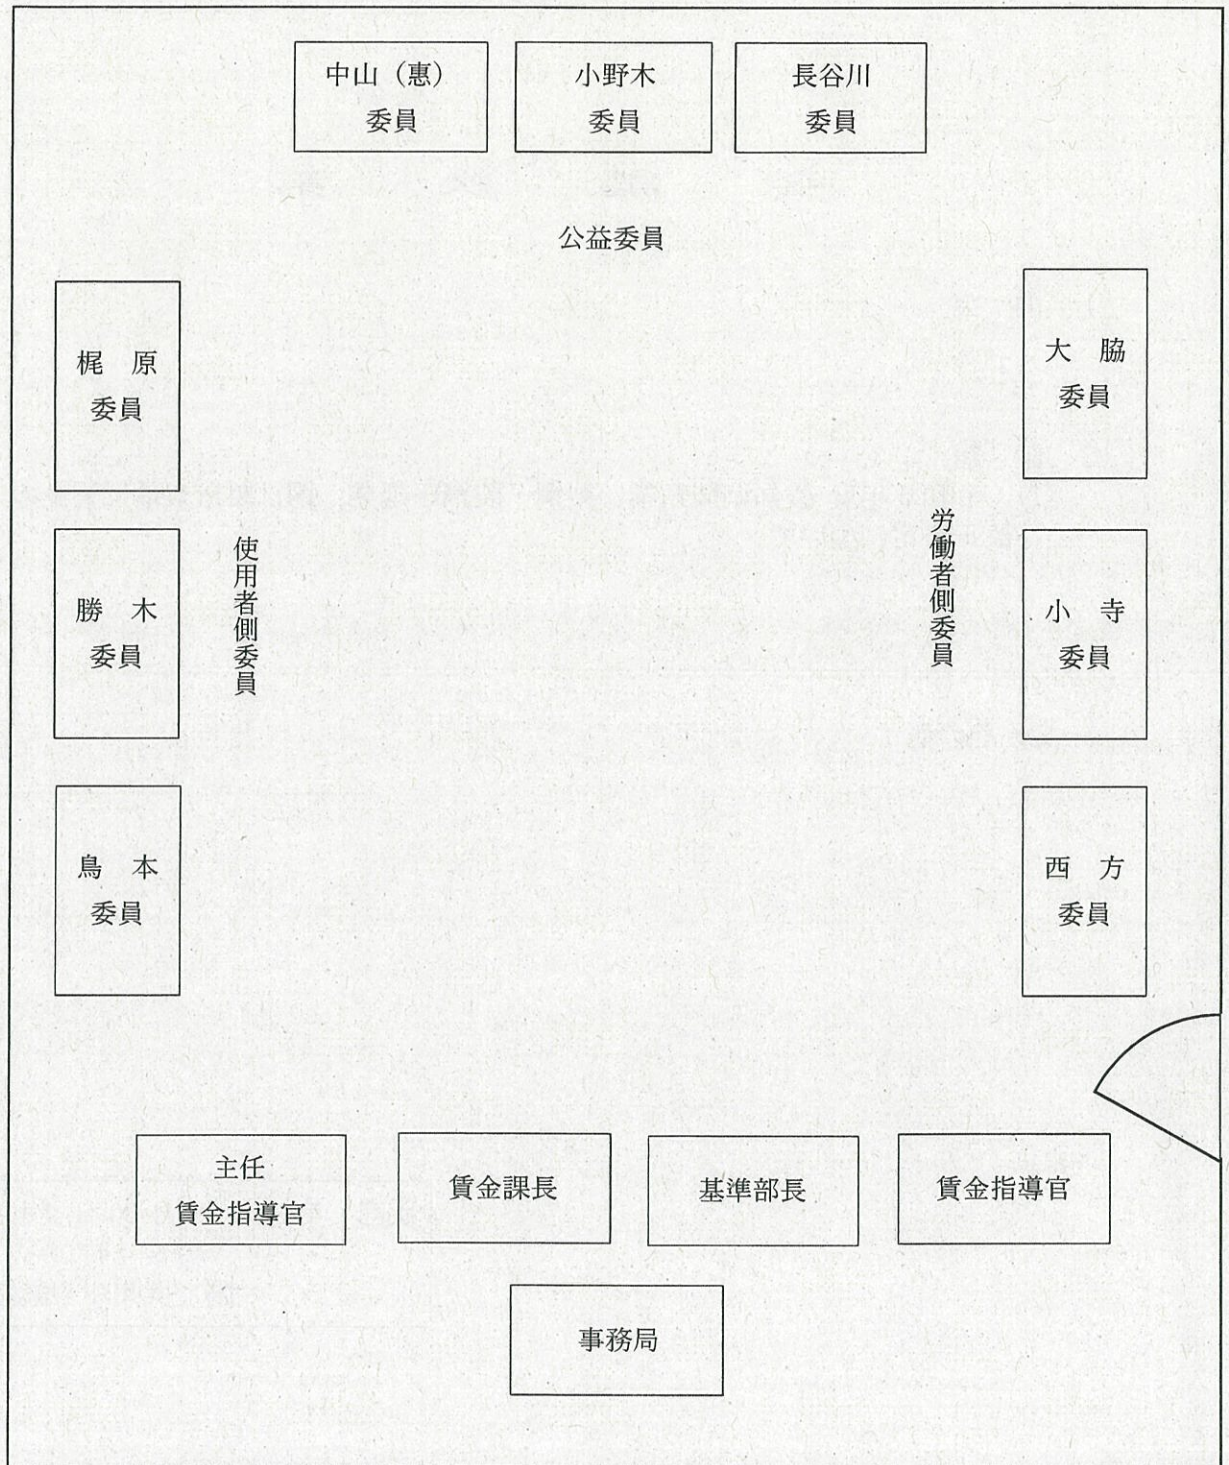 中山（惠）
委員
小野木
委員
長谷川
委員
公益委員
梶　原
委員
大　脇
委員
使用者側委員
労働者側委員
勝　木
委員
小　寺
委員
鳥　本
委員
西　方
委員
主任
賃金指導官
賃金課長
基準部長
賃金指導官
事務局